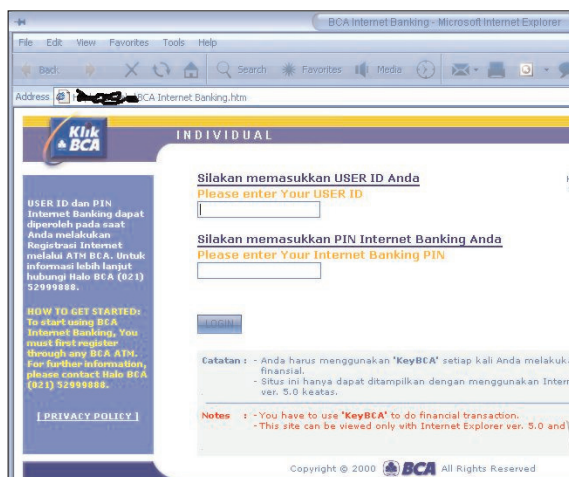 BCA Internet Banking - Microsoft Internet Explorer
File Edit View Favorites Tools Help
Back Search Favorites Media
Address BCA Internet Banking.htm
Klik
BCA
INDIVIDUAL
Silakan memasukkan USER ID Anda
Please enter Your USER ID
Silakan memasukkan PIN Internet Banking Anda
Please enter Your Internet Banking PIN
LOGIN
USER ID dan PIN
Internet Banking dapat
diperoleh pada saat
Anda melakukan
Registrasi Internet
melalui ATM BCA. Untuk
informasi lebih lanjut
hubungi Halo BCA (021)
52999888.
HOW TO GET STARTED:
To start using BCA
Internet Banking, You
must first register
through any BCA ATM.
For further information,
please contact Halo BCA
(021) 52999888.
[ PRIVACY POLICY ]
Catatan : - Anda harus menggunakan 'KeyBCA' setiap kali Anda melakuk
finansial.
- Situs ini hanya dapat ditampilkan dengan menggunakan Inter
ver. 5.0 keatas.
Notes : - You have to use 'KeyBCA' to do financial transaction.
- This site can be viewed only with Internet Explorer ver. 5.0 and
Copyright © 2000 BCA All Rights Reserved